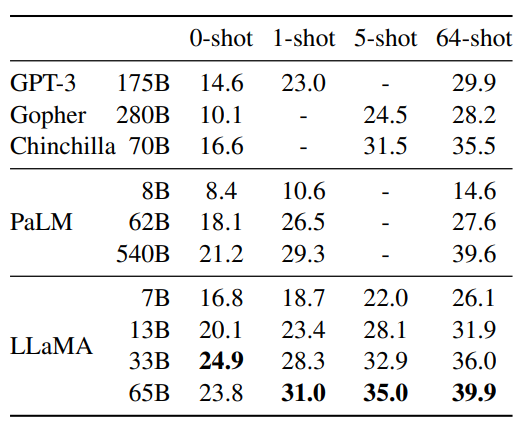 0-shot 1-shot 5-shot 64-shot
GPT-3 175B 14.6 23.0 - 29.9
Gopher 280B 10.1 - 24.5 28.2
Chinchilla 70B 16.6 - 31.5 35.5
8B 8.4 10.6 - 14.6
PaLM 62B 18.1 26.5 - 27.6
540B 21.2 29.3 - 39.6
7B 16.8 18.7 22.0 26.1
13B 20.1 23.4 28.1 31.9
LLaMA
33B 24.9 28.3 32.9 36.0
65B 23.8 31.0 35.0 39.9